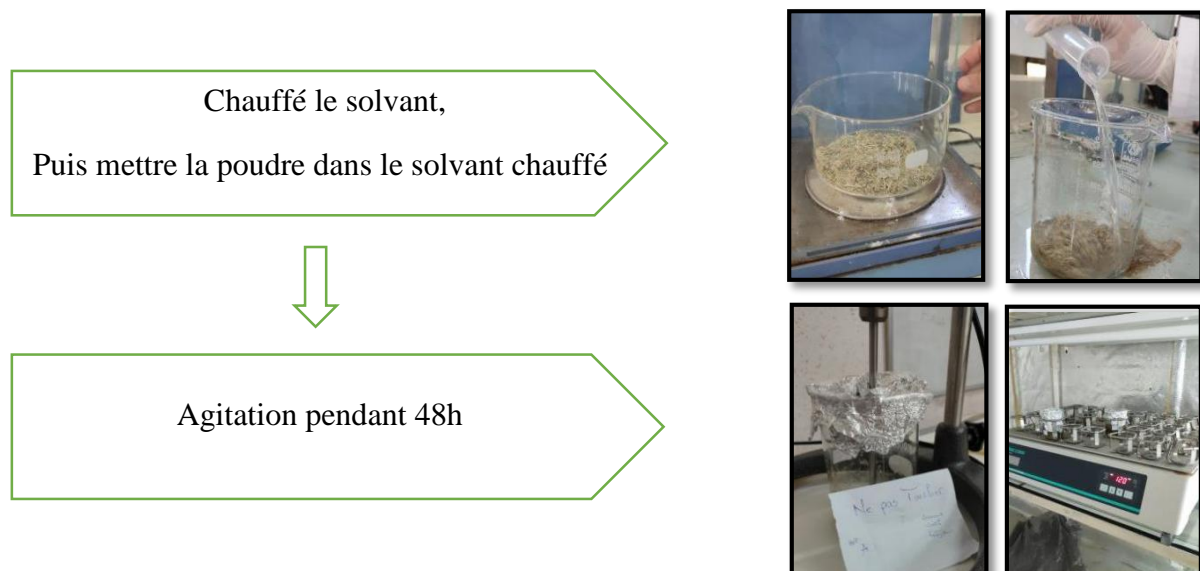 Chauffé le solvant,
Puis mettre la poudre dans le solvant chauffé
Agitation pendant 48h
Ne pas Toucher
120